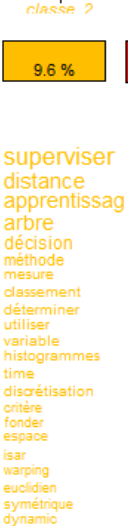 classe 2
9.6 %
superviser
distance
apprentissag
arbre
décision
méthode
mesure
classement
déterminer
utiliser
variable
histogrammes
time
discrétisation
critère
fonder
espace
isar
warping
euclidien
symétrique
dynamic